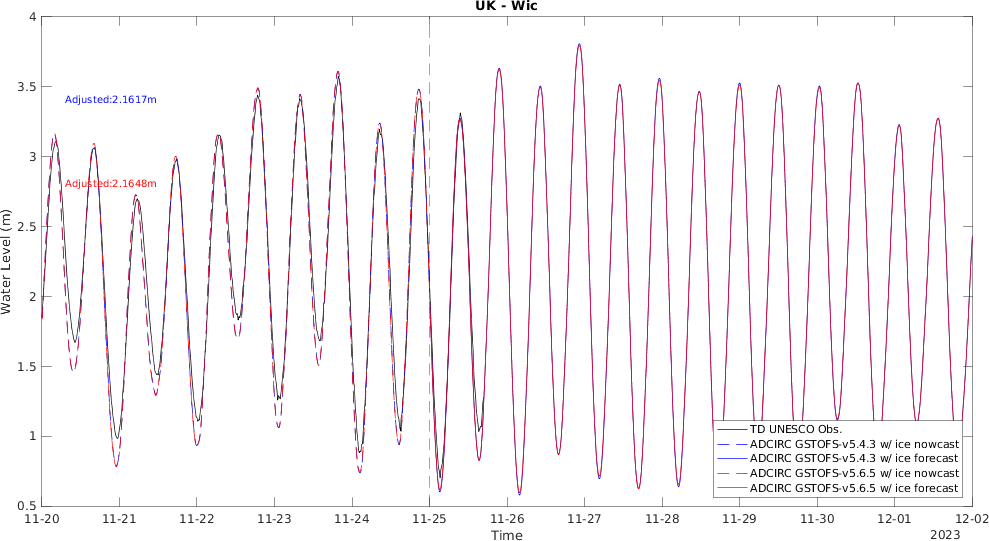 UK - Wic
4
3.5
3
2.5
2
1.5
1
0.5
Water Level (m)
Adjusted:2.1617m
Adjusted:2.1648m
TD UNESCO Obs.
ADCIRC GSTOFS-v5.4.3 w/ ice nowcast
ADCIRC GSTOFS-v5.4.3 w/ ice forecast
ADCIRC GSTOFS-v5.6.5 w/ ice nowcast
ADCIRC GSTOFS-v5.6.5 w/ ice forecast
11-20 11-21 11-22 11-23 11-24 11-25 11-26 11-27 11-28 11-29 11-30 12-01 12-02
Time
2023